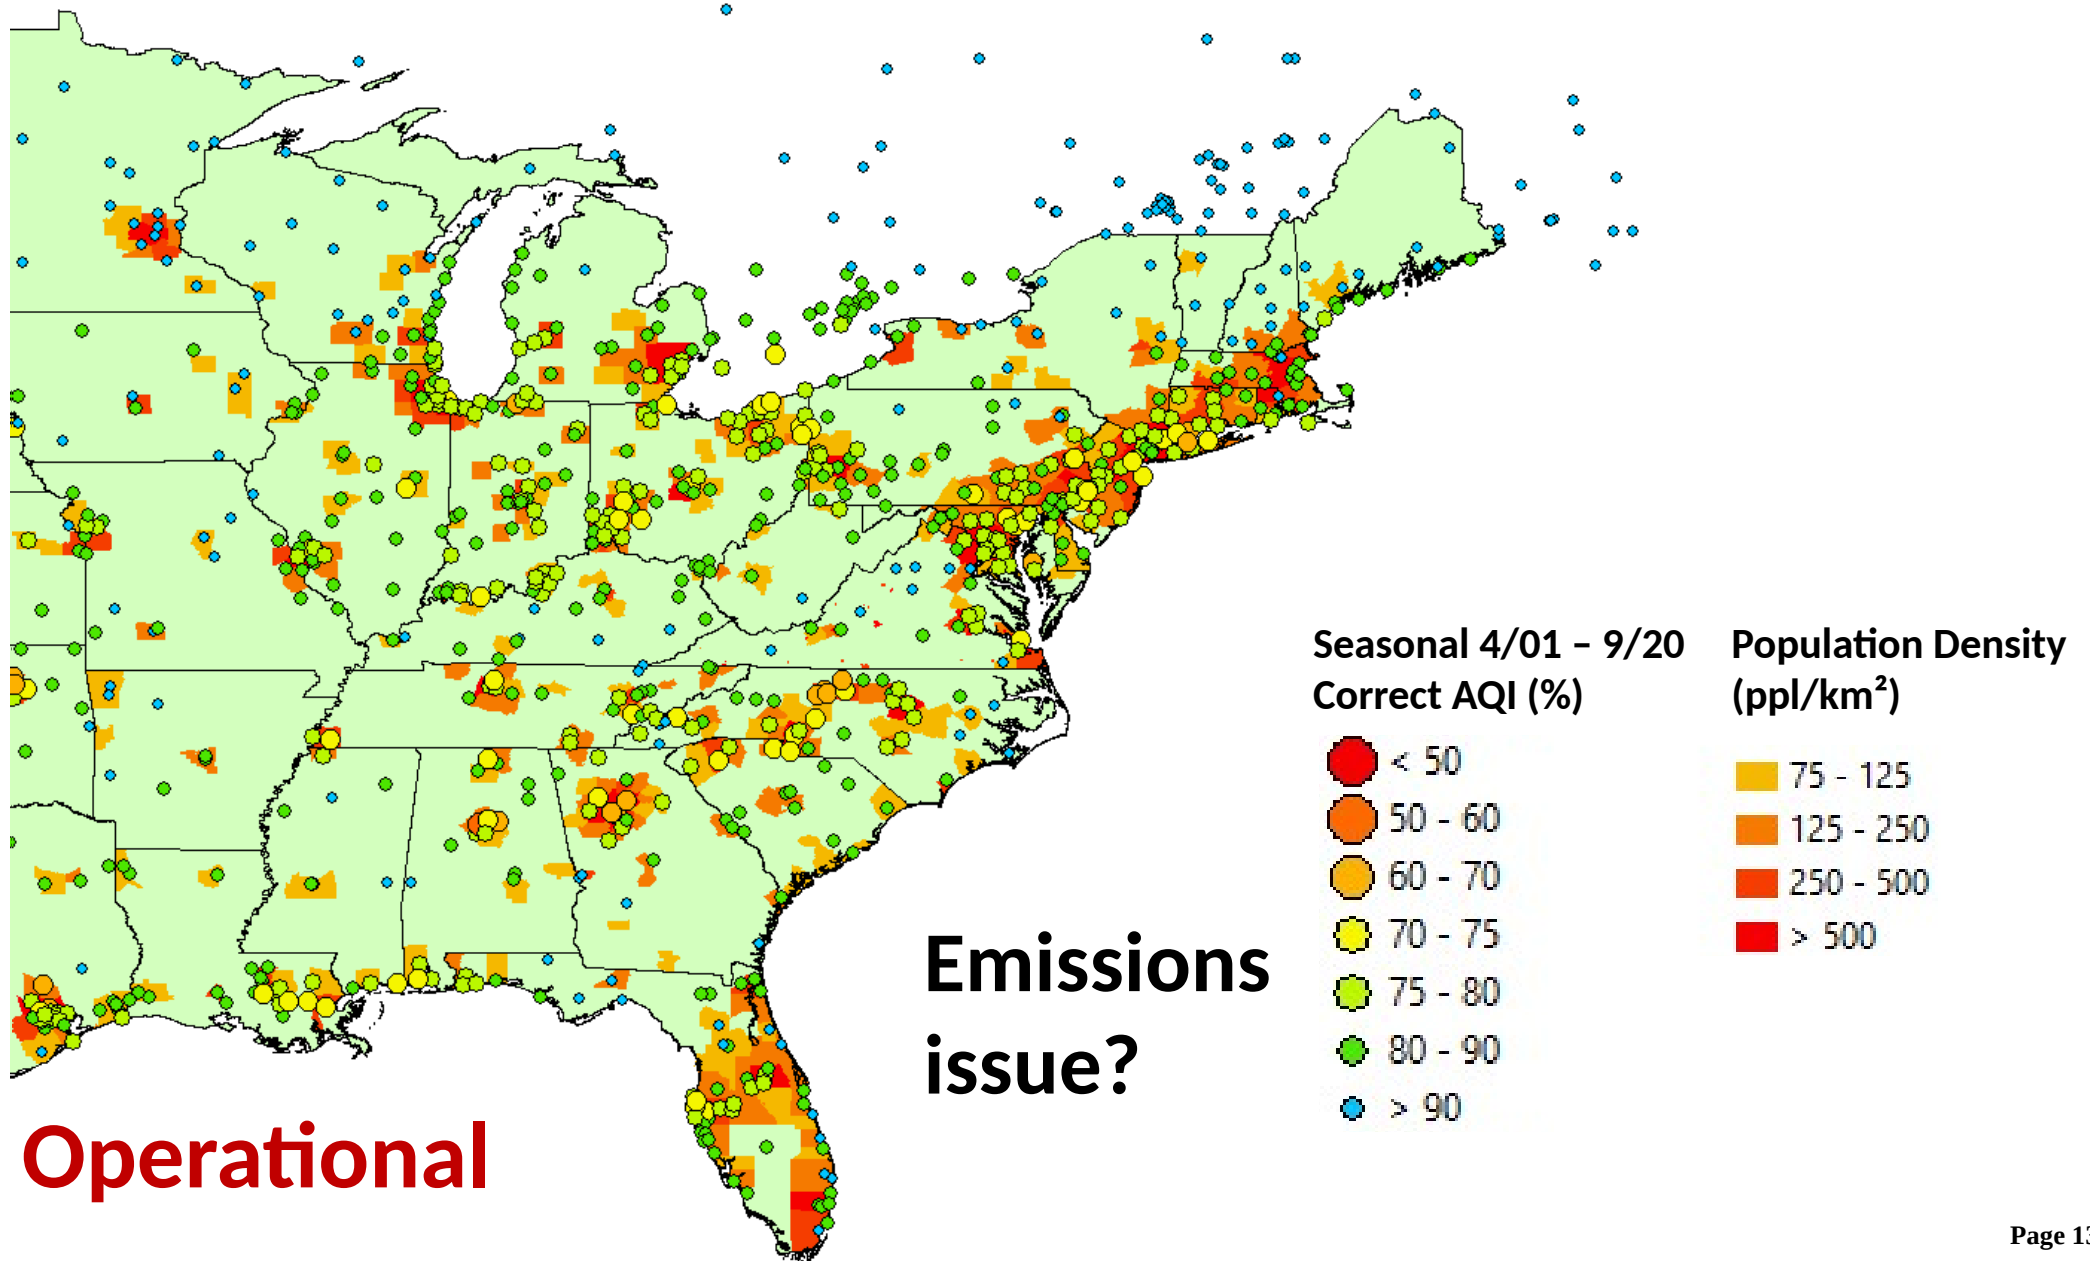 Seasonal 4/01 – 9/20
Correct AQI (%)
< 50
50 - 60
60 - 70
70 - 75
75 - 80
80 - 90
> 90
Population Density
(ppl/km²)
75 - 125
125 - 250
250 - 500
> 500
Emissions
issue?
Operational
Page 13